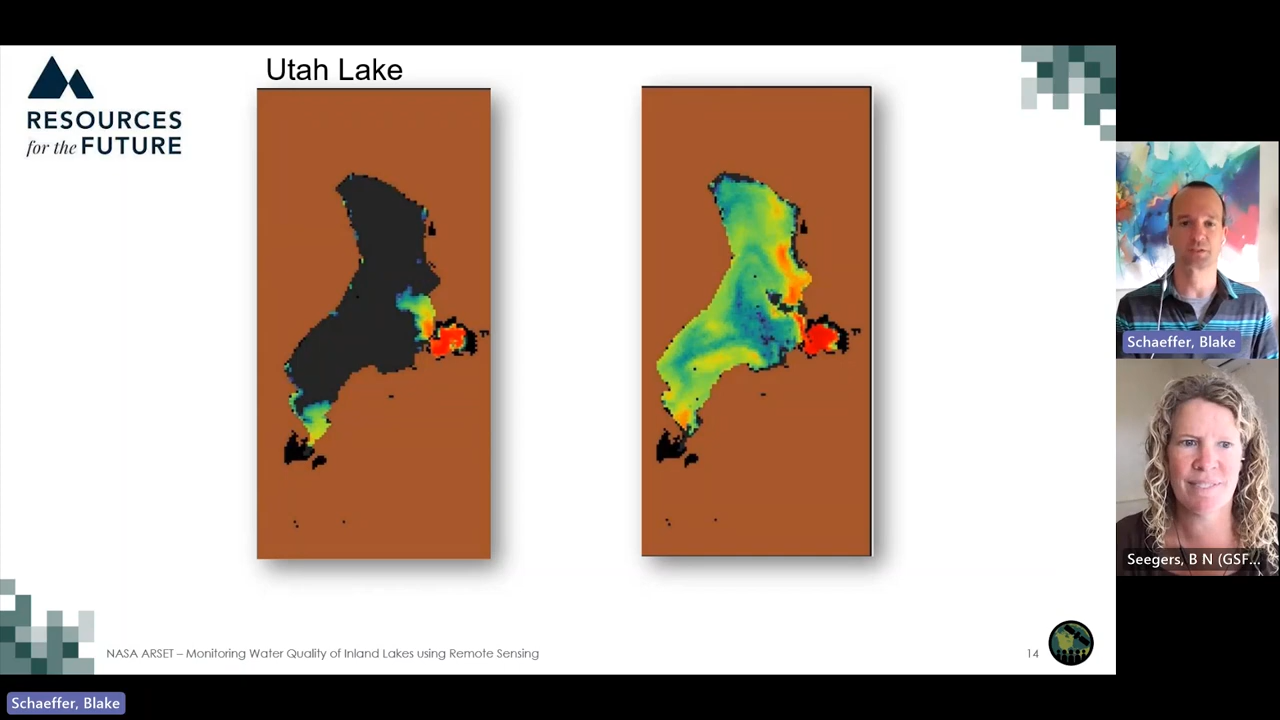 Utah Lake
RESOURCES
for the FUTURE
Schaeffer, Blake
Seegers, B N (GSF...
NASA ARSET – Monitoring Water Quality of Inland Lakes using Remote Sensing
14
Schaeffer, Blake